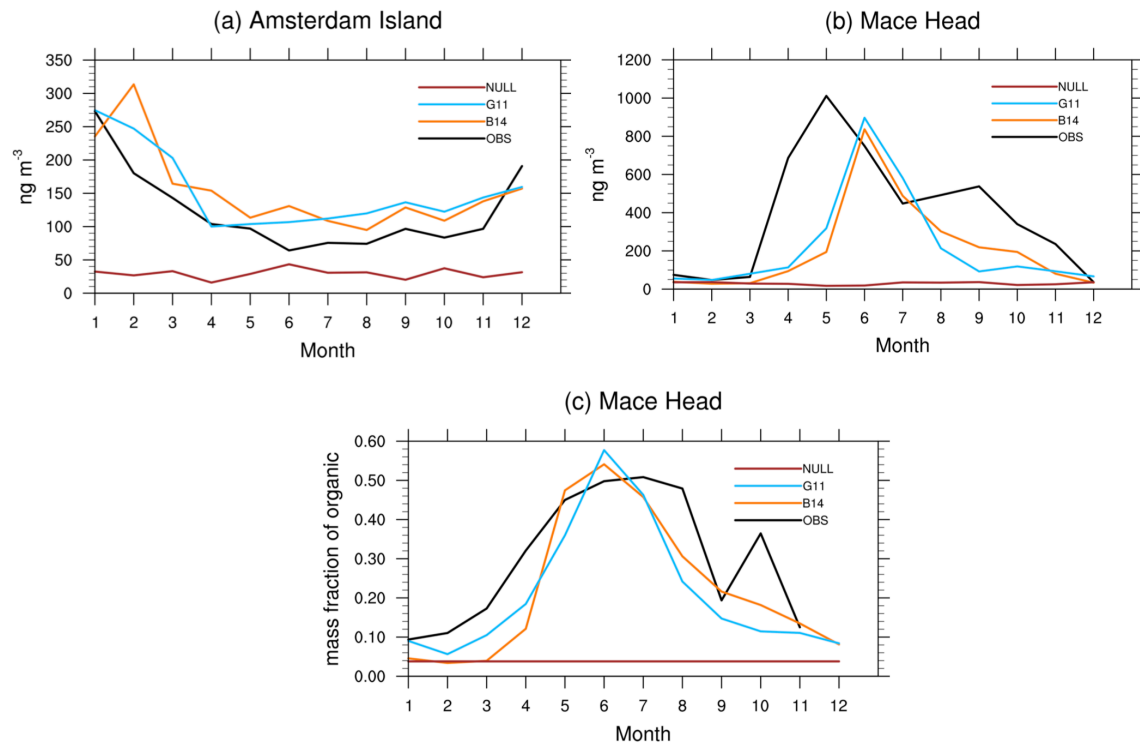 (a) Amsterdam Island
350
300
250
200
150
100
50
0
ng m⁻³
NULL
G11
B14
OBS
1 2 3 4 5 6 7 8 9 10 11 12
Month
(b) Mace Head
1200
1000
800
600
400
200
0
ng m⁻³
NULL
G11
B14
OBS
1 2 3 4 5 6 7 8 9 10 11 12
Month
(c) Mace Head
0.60
0.50
0.40
0.30
0.20
0.10
0.00
mass fraction of organic
NULL
G11
B14
OBS
1 2 3 4 5 6 7 8 9 10 11 12
Month